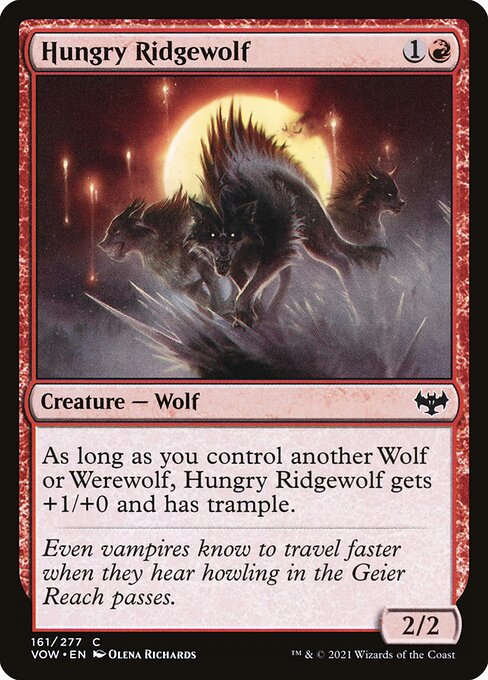 Hungry Ridgewolf 1
Creature — Wolf
As long as you control another Wolf
or Werewolf, Hungry Ridgewolf gets
+1/+0 and has trample.
Even vampires know to travel faster
when they hear howling in the Geier
Reach passes.
2/2
161/277 C
VOW • EN Olena Richards
™ & © 2021 Wizards of the Coast